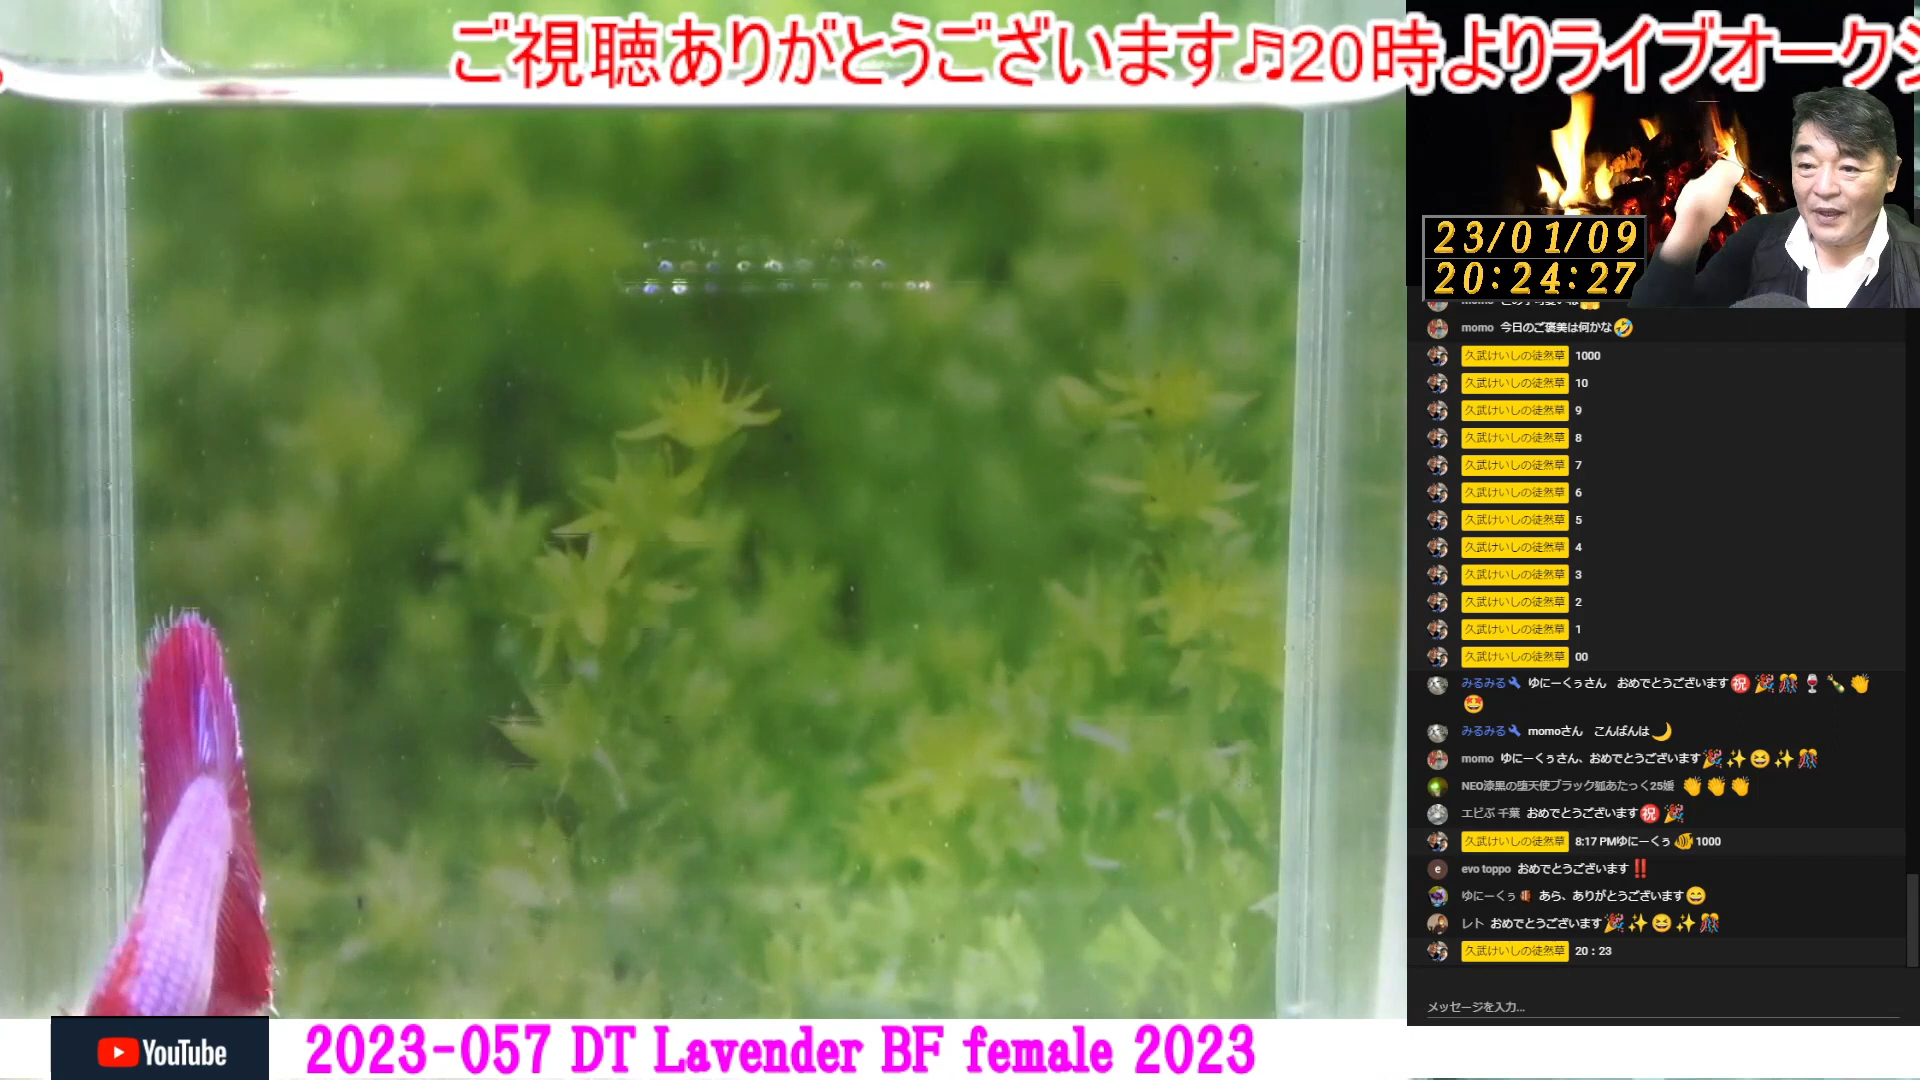 ご視聴ありがとうございます♬20時よりライブオークシ
23/01/09
20:24:27
momo 今日のご褒美は何かな🤣
久武けいしの徒然草 1000
久武けいしの徒然草 10
久武けいしの徒然草 9
久武けいしの徒然草 8
久武けいしの徒然草 7
久武けいしの徒然草 6
久武けいしの徒然草 5
久武けいしの徒然草 4
久武けいしの徒然草 3
久武けいしの徒然草 2
久武けいしの徒然草 1
久武けいしの徒然草 00
みるみる🔧 ゆにーくぅさん　おめでとうございます㊗🎉🎊🍷🍾👏
🤩
みるみる🔧 momoさん　こんばんは🌙
momo ゆにーくぅさん、おめでとうございます🎉✨😆✨🎊
NEO漆黒の堕天使ブラック狐あたっく25媛 👏👏👏
エビぶ 千葉 おめでとうございます㊗🎉
久武けいしの徒然草 8:17 PMゆにーくぅ🐠1000
e evo toppo おめでとうございます‼
ゆにーくぅ🐠 あら、ありがとうございます😄
レト おめでとうございます🎉✨😆✨🎊
久武けいしの徒然草 20：23
メッセージを入力...
YouTube
2023-057 DT Lavender BF female 2023